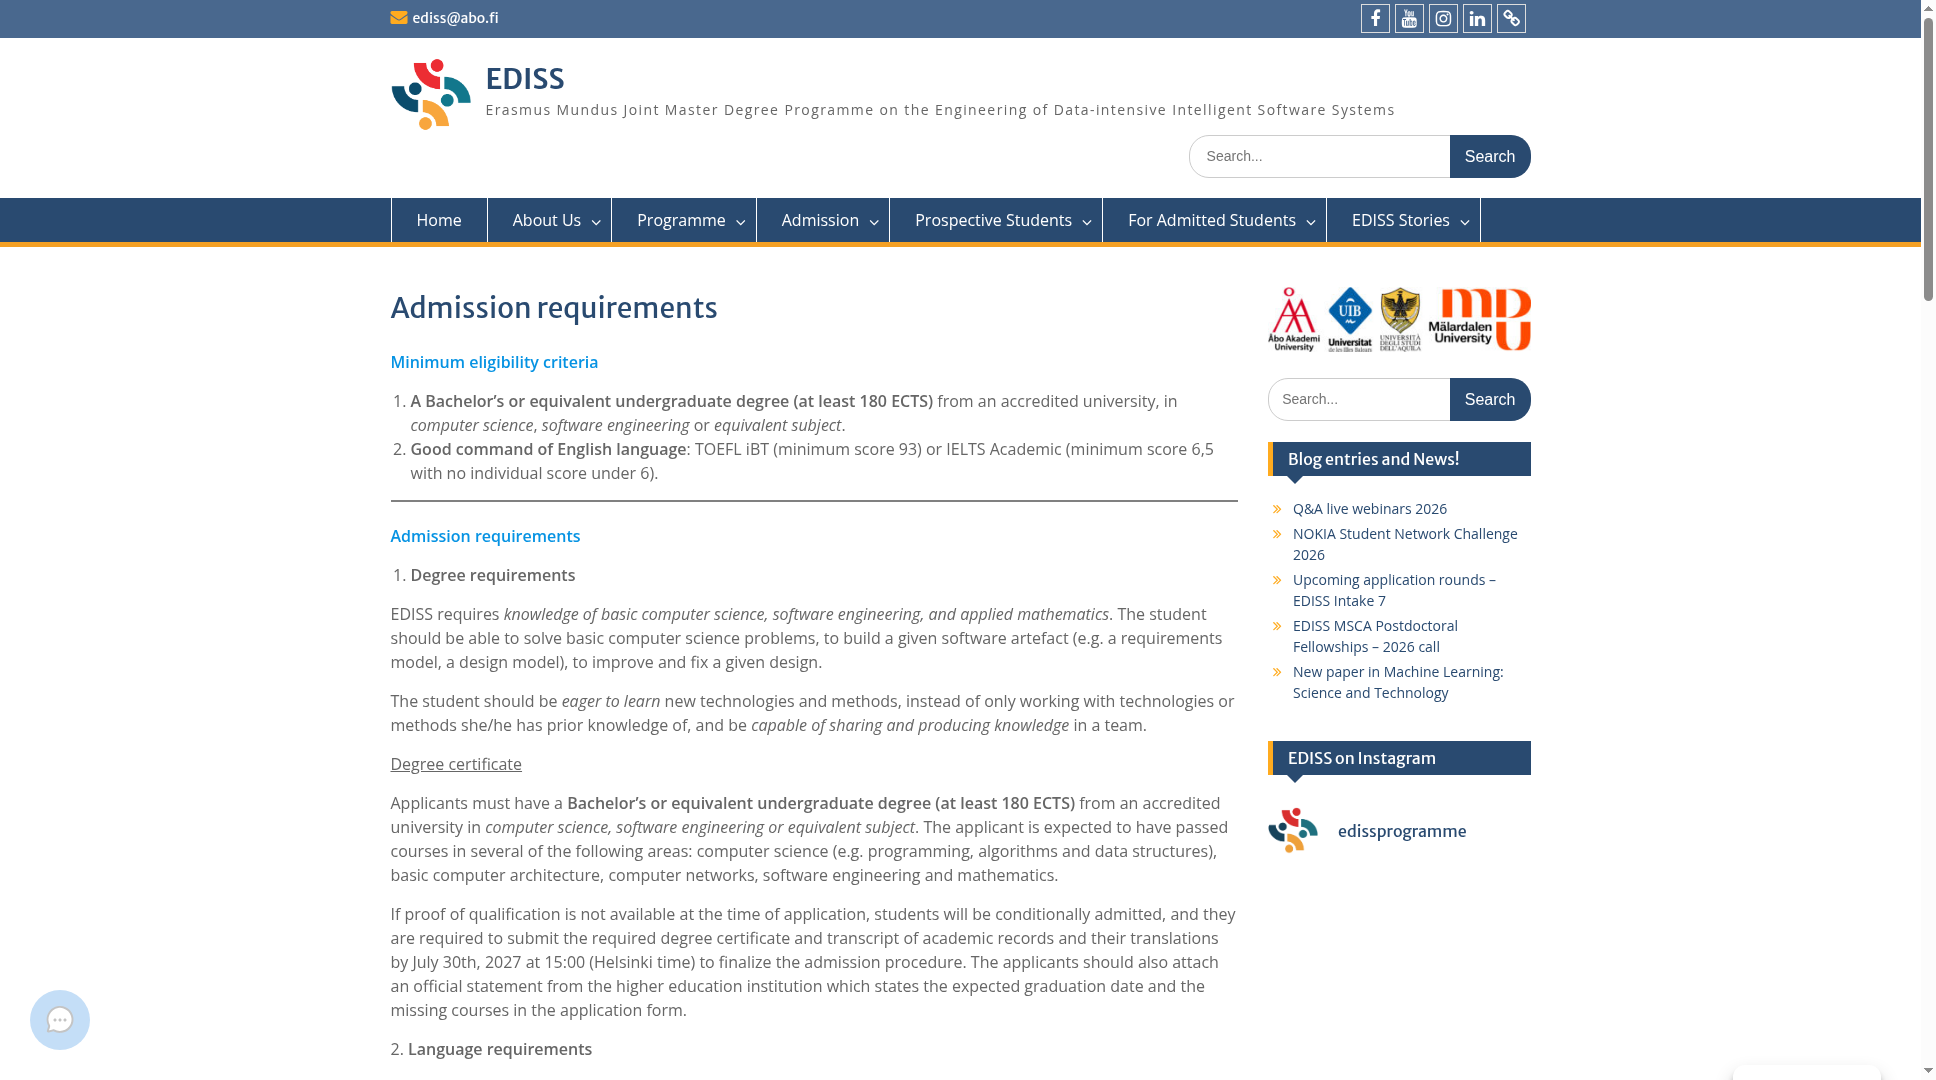 ediss@abo.fi
EDISS
Erasmus Mundus Joint Master Degree Programme on the Engineering of Data-intensive Intelligent Software Systems
Search...
Search
Home
About Us
Programme
Admission
Prospective Students
For Admitted Students
EDISS Stories
Admission requirements
Minimum eligibility criteria
1. A Bachelor’s or equivalent undergraduate degree (at least 180 ECTS) from an accredited university, in
computer science, software engineering or equivalent subject.
2. Good command of English language: TOEFL iBT (minimum score 93) or IELTS Academic (minimum score 6,5
with no individual score under 6).
Admission requirements
1. Degree requirements
EDISS requires knowledge of basic computer science, software engineering, and applied mathematics. The student
should be able to solve basic computer science problems, to build a given software artefact (e.g. a requirements
model, a design model), to improve and fix a given design.
The student should be eager to learn new technologies and methods, instead of only working with technologies or
methods she/he has prior knowledge of, and be capable of sharing and producing knowledge in a team.
Degree certificate
Applicants must have a Bachelor’s or equivalent undergraduate degree (at least 180 ECTS) from an accredited
university in computer science, software engineering or equivalent subject. The applicant is expected to have passed
courses in several of the following areas: computer science (e.g. programming, algorithms and data structures),
basic computer architecture, computer networks, software engineering and mathematics.
If proof of qualification is not available at the time of application, students will be conditionally admitted, and they
are required to submit the required degree certificate and transcript of academic records and their translations
by July 30th, 2027 at 15:00 (Helsinki time) to finalize the admission procedure. The applicants should also attach
an official statement from the higher education institution which states the expected graduation date and the
missing courses in the application form.
2. Language requirements
Åbo Akademi
University
UIB
Universitat
de les Illes Balears
UNIVERSITÀ
DEGLI STUDI
DELL'AQUILA
mdu
Mälardalen
University
Search...
Search
Blog entries and News!
Q&A live webinars 2026
NOKIA Student Network Challenge
2026
Upcoming application rounds –
EDISS Intake 7
EDISS MSCA Postdoctoral
Fellowships – 2026 call
New paper in Machine Learning:
Science and Technology
EDISS on Instagram
edissprogramme